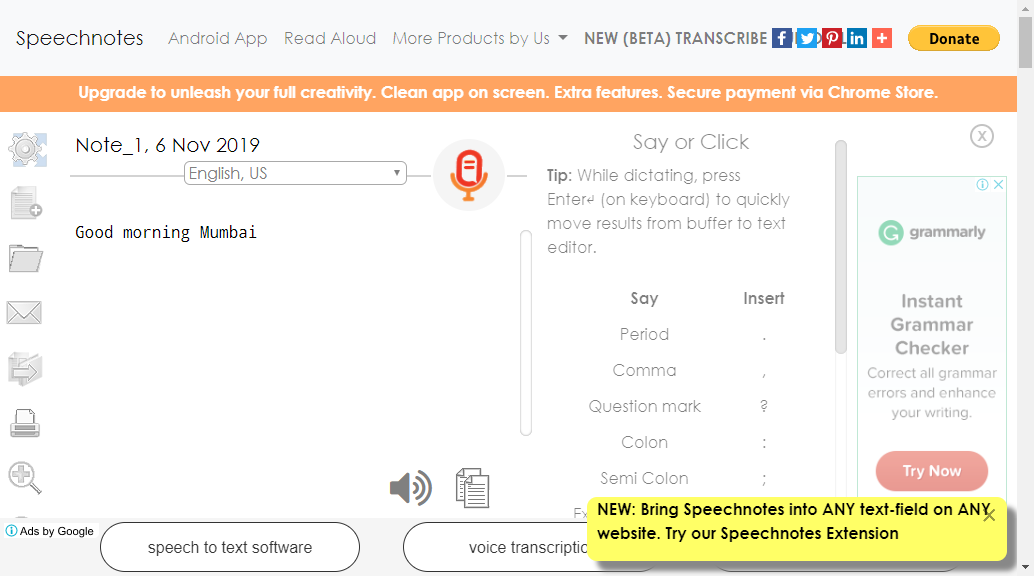 Speechnotes Android App Read Aloud More Products by Us NEW (BETA) TRANSCRIBE Donate
Upgrade to unleash your full creativity. Clean app on screen. Extra features. Secure payment via Chrome Store.
Note_1, 6 Nov 2019
English, US
Good morning Mumbai
Say or Click
Tip: While dictating, press
Enter↵ (on keyboard) to quickly
move results from buffer to text
editor.
Say Insert
Period .
Comma ,
Question mark ?
Colon :
Semi Colon ;
X
grammarly
Instant
Grammar
Checker
Correct all grammar
errors and enhance
your writing.
Try Now
NEW: Bring Speechnotes into ANY text-field on ANY
website. Try our Speechnotes Extension
Ads by Google
speech to text software
voice